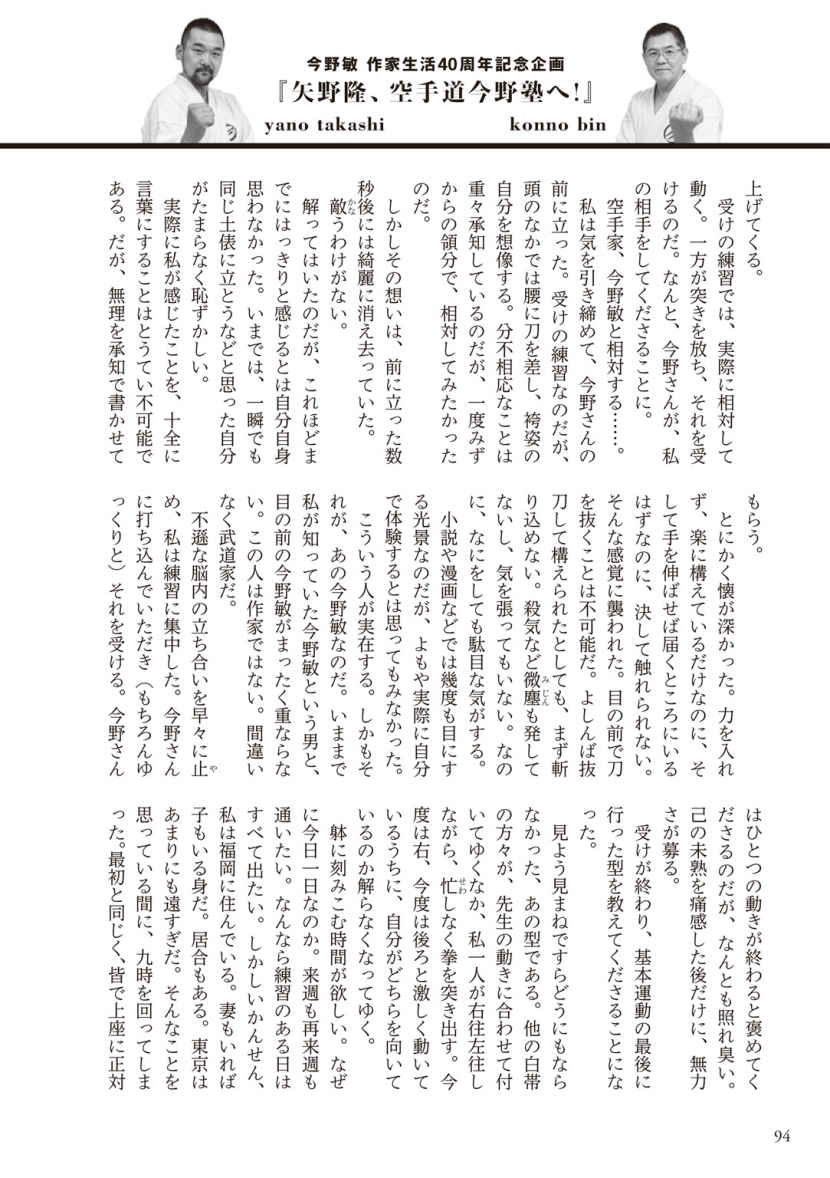 今野敏 作家生活40周年記念企画
『矢野隆、空手道今野塾へ!』
yano takashi
konno bin
上げてくる。
　受けの練習では、実際に相対して
動く。一方が突きを放ち、それを受
けるのだ。なんと、今野さんが、私
の相手をしてくださることに。
　空手家、今野敏と相対する……。
　私は気を引き締めて、今野さんの
前に立った。受けの練習なのだが、
頭のなかでは腰に刀を差し、袴姿の
自分を想像する。分不相応なことは
重々承知しているのだが、一度みず
からの領分で、相対してみたかった
のだ。
　しかしその想いは、前に立った数
秒後には綺麗に消え去っていた。
　敵うわけがない。
　解ってはいたのだが、これほどま
でにはっきりと感じるとは自分自身
思わなかった。いまでは、一瞬でも
同じ土俵に立とうなどと思った自分
がたまらなく恥ずかしい。
　実際に私が感じたことを、十全に
言葉にすることはとうてい不可能で
ある。だが、無理を承知で書かせて
もらう。
　とにかく懐が深かった。力を入れ
ず、楽に構えているだけなのに、そ
して手を伸ばせば届くところにいる
はずなのに、決して触れられない。
そんな感覚に襲われた。目の前で刀
を抜くことは不可能だ。よしんば抜
刀して構えられたとしても、まず斬
り込めない。殺気など微塵も発して
ないし、気を張ってもいない。なの
に、なにをしても駄目な気がする。
　小説や漫画などでは幾度も目にす
る光景なのだが、よもや実際に自分
で体験するとは思ってもみなかった。
　こういう人が実在する。しかもそ
れが、あの今野敏なのだ。いままで
私が知っていた今野敏という男と、
目の前の今野敏がまったく重ならな
い。この人は作家ではない。間違い
なく武道家だ。
　不遜な脳内の立ち合いを早々に止
め、私は練習に集中した。今野さん
に打ち込んでいただき（もちろんゆ
っくりと）それを受ける。今野さん
はひとつの動きが終わると褒めてく
ださるのだが、なんとも照れ臭い。
己の未熟を痛感した後だけに、無力
さが募る。
　受けが終わり、基本運動の最後に
行った型を教えてくださることにな
った。
　見よう見まねですらどうにもなら
なかった、あの型である。他の白帯
の方々が、先生の動きに合わせて付
いてゆくなか、私一人が右往左往し
ながら、忙しなく拳を突き出す。今
度は右、今度は後ろと激しく動いて
いるうちに、自分がどちらを向いて
いるのか解らなくなってゆく。
　躰に刻みこむ時間が欲しい。なぜ
に今日一日なのか。来週も再来週も
通いたい。なんなら練習のある日は
すべて出たい。しかしいかんせん、
私は福岡に住んでいる。妻もいれば
子もいる身だ。居合もある。東京は
あまりにも遠すぎだ。そんなことを
思っている間に、九時を回ってしま
った。最初と同じく、皆で上座に正対
94